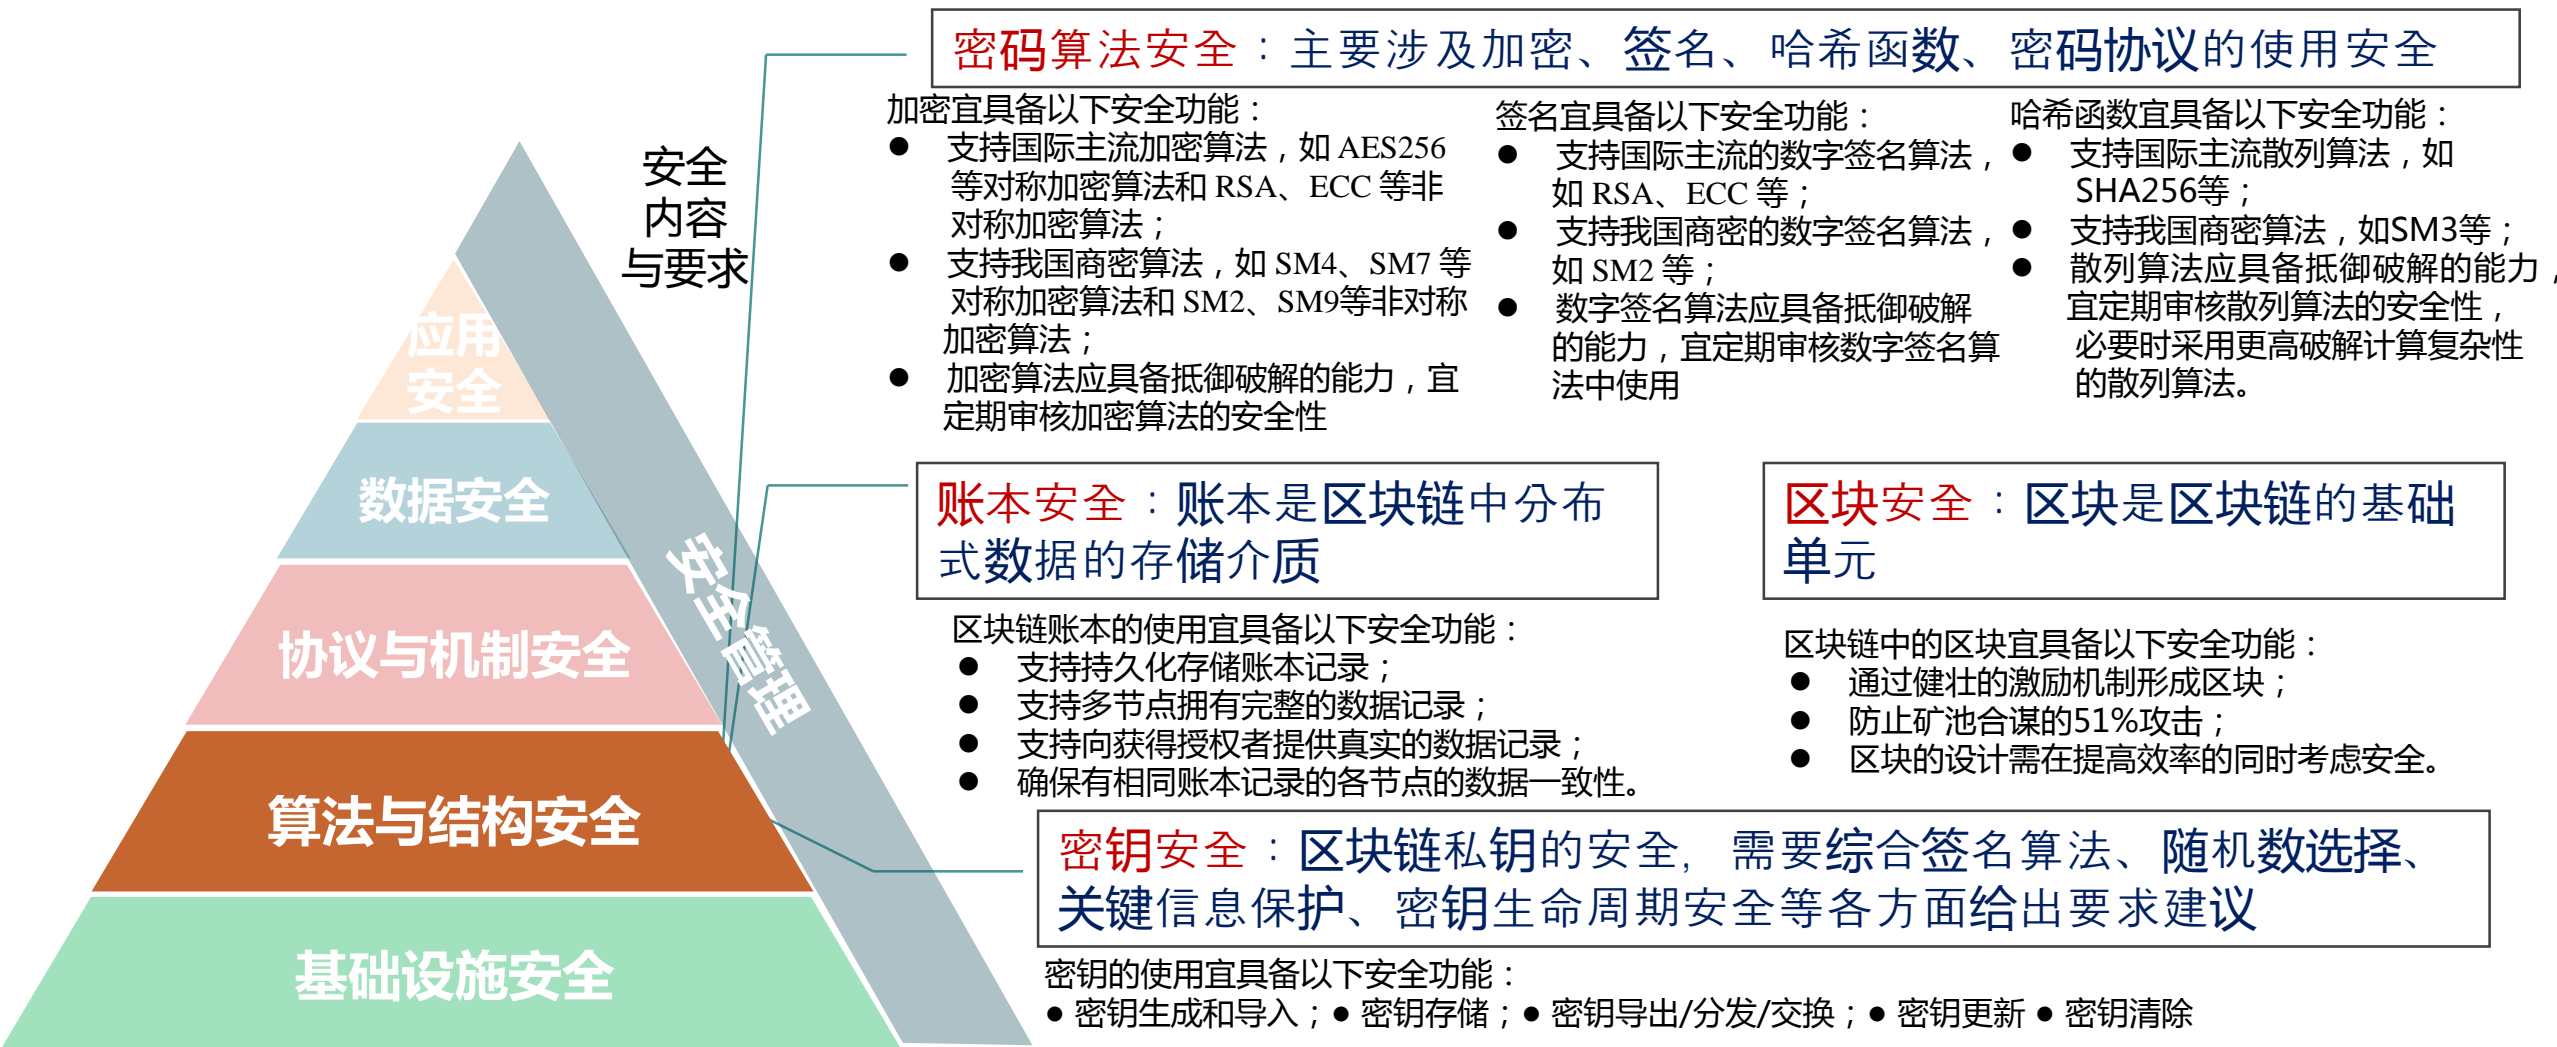 密码算法安全：主要涉及加密、签名、哈希函数、密码协议的使用安全
加密宜具备以下安全功能：
● 支持国际主流加密算法，如 AES256
等对称加密算法和 RSA、ECC 等非
对称加密算法；
● 支持我国商密算法，如 SM4、SM7 等
对称加密算法和 SM2、SM9等非对称
加密算法；
● 加密算法应具备抵御破解的能力，宜
定期审核加密算法的安全性
签名宜具备以下安全功能：
● 支持国际主流的数字签名算法，
如 RSA、ECC 等；
● 支持我国商密的数字签名算法，
如 SM2 等；
● 数字签名算法应具备抵御破解
的能力，宜定期审核数字签名算
法中使用
哈希函数宜具备以下安全功能：
● 支持国际主流散列算法，如
SHA256等；
● 支持我国商密算法，如SM3等；
● 散列算法应具备抵御破解的能力，
宜定期审核散列算法的安全性，
必要时采用更高破解计算复杂性
的散列算法。
安全
内容
与要求
应用
安全
数据安全
协议与机制安全
算法与结构安全
基础设施安全
安全管理
账本安全：账本是区块链中分布
式数据的存储介质
区块链账本的使用宜具备以下安全功能：
● 支持持久化存储账本记录；
● 支持多节点拥有完整的数据记录；
● 支持向获得授权者提供真实的数据记录；
● 确保有相同账本记录的各节点的数据一致性。
区块安全：区块是区块链的基础
单元
区块链中的区块宜具备以下安全功能：
● 通过健壮的激励机制形成区块；
● 防止矿池合谋的51%攻击；
● 区块的设计需在提高效率的同时考虑安全。
密钥安全：区块链私钥的安全，需要综合签名算法、随机数选择、
关键信息保护、密钥生命周期安全等各方面给出要求建议
密钥的使用宜具备以下安全功能：
● 密钥生成和导入；● 密钥存储；● 密钥导出/分发/交换；● 密钥更新 ● 密钥清除